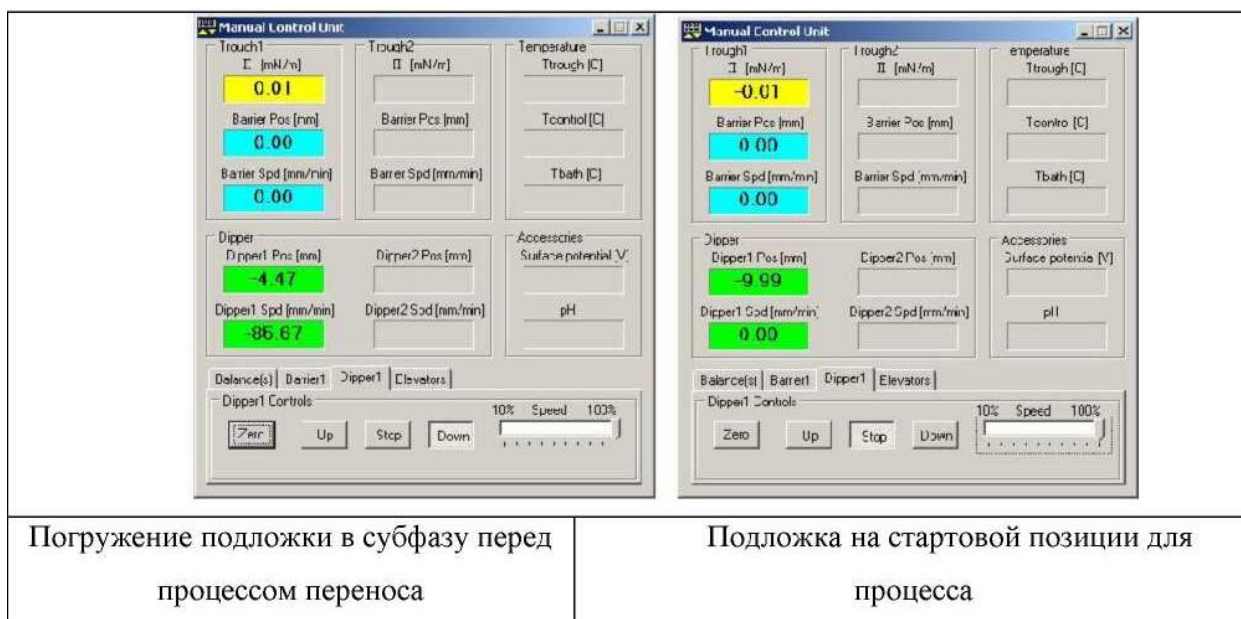 Manual Control Unit
Trough1 Trough2 Temperature
Π [mN/m] Π [mN/m] Ttrough [C]
0.01
Barrier Pos [mm] Barrier Pos [mm] Tcontrol [C]
0.00
Barrier Spd [mm/min] Barrier Spd [mm/min] Tbath [C]
0.00
Dipper Accessories
Dipper1 Pos [mm] Dipper2 Pos [mm] Surface potential [V]
-4.47
Dipper1 Spd [mm/min] Dipper2 Spd [mm/min] pH
Balance(s) Barrier1 Dipper1 Elevators
Dipper1 Controls
10% Speed 100%
Zero Up Stop Down
Manual Control Unit
Trough1 Trough2 Temperature
Π [mN/m] Π [mN/m] Ttrough [C]
-0.01
Barrier Pos [mm] Barrier Pos [mm] Tcontrol [C]
0.00
Barrier Spd [mm/min] Barrier Spd [mm/min] Tbath [C]
0.00
Dipper Accessories
Dipper1 Pos [mm] Dipper2 Pos [mm] Surface potential [V]
-9.99
Dipper1 Spd [mm/min] Dipper2 Spd [mm/min] pH
0.00
Balance(s) Barrier1 Dipper1 Elevators
Dipper1 Controls
10% Speed 100%
Zero Up Stop Down
Погружение подложки в субфазу перед
процессом переноса
Подложка на стартовой позиции для
процесса